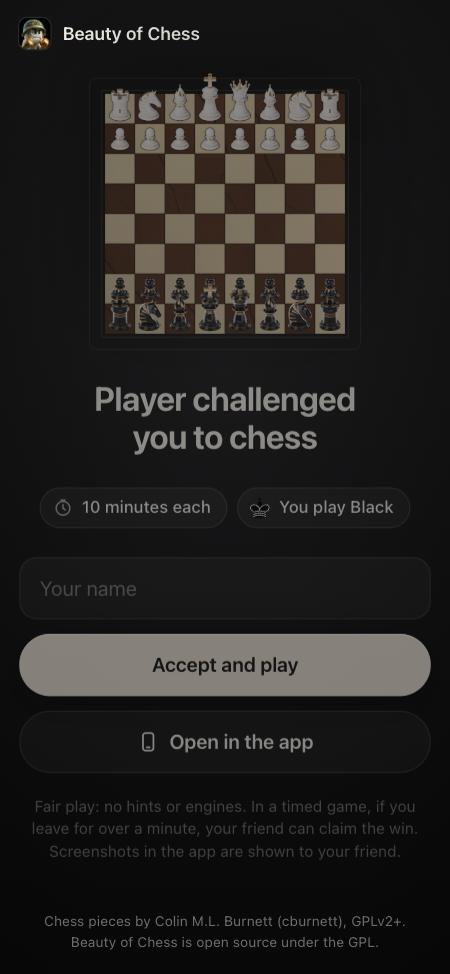 Beauty of Chess
Player challenged
you to chess
10 minutes each
You play Black
Your name
Accept and play
Open in the app
Fair play: no hints or engines. In a timed game, if you
leave for over a minute, your friend can claim the win.
Screenshots in the app are shown to your friend.
Chess pieces by Colin M.L. Burnett (cburnett), GPLv2+.
Beauty of Chess is open source under the GPL.